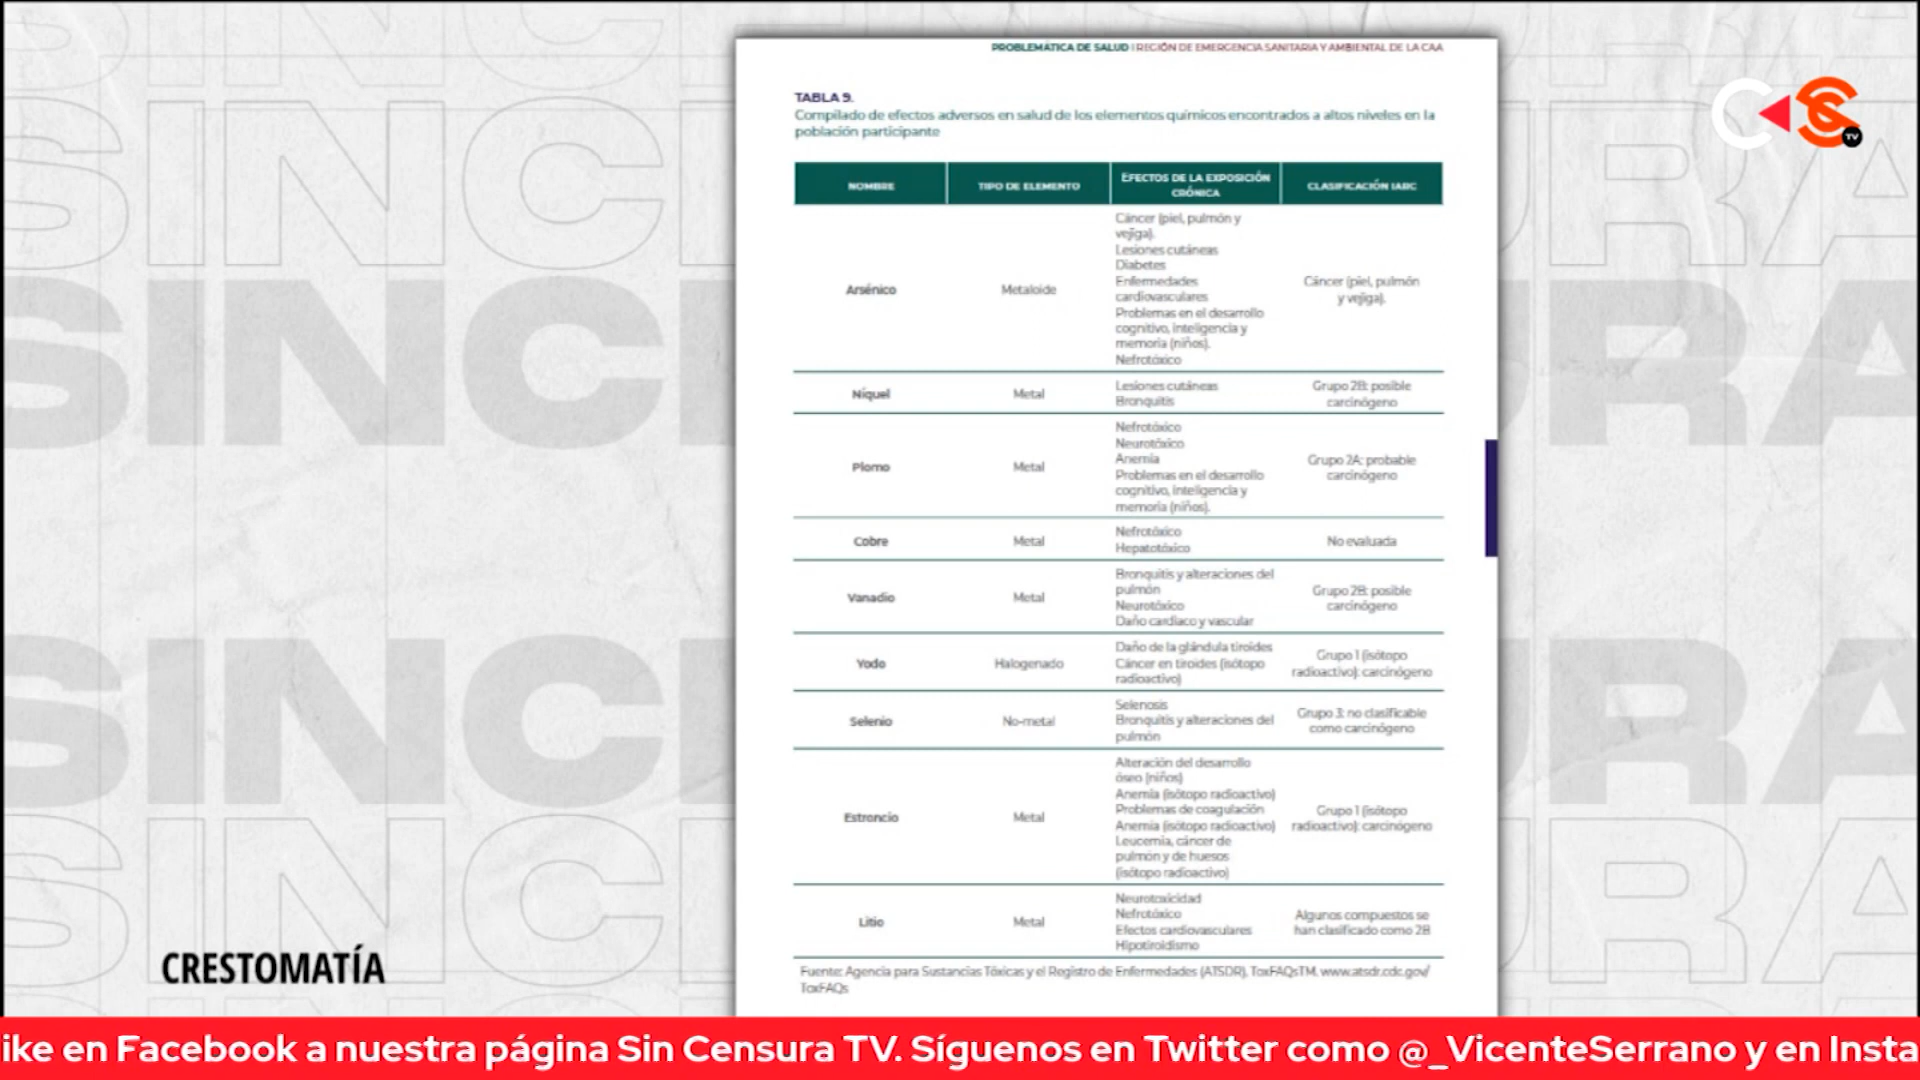 PROBLEMÁTICA DE SALUD | REGIÓN DE EMERGENCIA SANITARIA Y AMBIENTAL DE LA CAA
TABLA 9.
Compilado de efectos adversos en salud de los elementos químicos encontrados a altos niveles en la
población participante
NOMBRE
TIPO DE ELEMENTO
EFECTOS DE LA EXPOSICIÓN
CRÓNICA
CLASIFICACIÓN IARC
Arsénico
Metaloide
Cáncer (piel, pulmón y
vejiga).
Lesiones cutáneas
Diabetes
Enfermedades
cardiovasculares
Problemas en el desarrollo
cognitivo, inteligencia y
memoria (niños).
Nefrotóxico
Cáncer (piel, pulmón
y vejiga).
Níquel
Metal
Lesiones cutáneas
Bronquitis
Grupo 2B: posible
carcinógeno
Plomo
Metal
Nefrotóxico
Neurotóxico
Anemia
Problemas en el desarrollo
cognitivo, inteligencia y
memoria (niños).
Grupo 2A: probable
carcinógeno
Cobre
Metal
Nefrotóxico
Hepatotóxico
No evaluada
Vanadio
Metal
Bronquitis y alteraciones del
pulmón
Neurotóxico
Daño cardíaco y vascular
Grupo 2B: posible
carcinógeno
Yodo
Halogenado
Daño de la glándula tiroides
Cáncer en tiroides (isótopo
radioactivo)
Grupo 1 (isótopo
radioactivo): carcinógeno
Selenio
No-metal
Selenosis
Bronquitis y alteraciones del
pulmón
Grupo 3: no clasificable
como carcinógeno
Estroncio
Metal
Alteración del desarrollo
óseo (niños)
Anemia (isótopo radioactivo)
Problemas de coagulación
Anemia (isótopo radioactivo)
Leucemia, cáncer de
pulmón y de huesos
(isótopo radioactivo)
Grupo 1 (isótopo
radioactivo): carcinógeno
Litio
Metal
Neurotoxicidad
Nefrotóxico
Efectos cardiovasculares
Hipotiroidismo
Algunos compuestos se
han clasificado como 2B
Fuente: Agencia para Sustancias Tóxicas y el Registro de Enfermedades (ATSDR), ToxFAQsTM, www.atsdr.cdc.gov/
ToxFAQs
TV
SINC
SINC
SINC
SINC
URA
URA
URA
URA
CRESTOMATÍA
ike en Facebook a nuestra página Sin Censura TV. Síguenos en Twitter como @_VicenteSerrano y en Insta